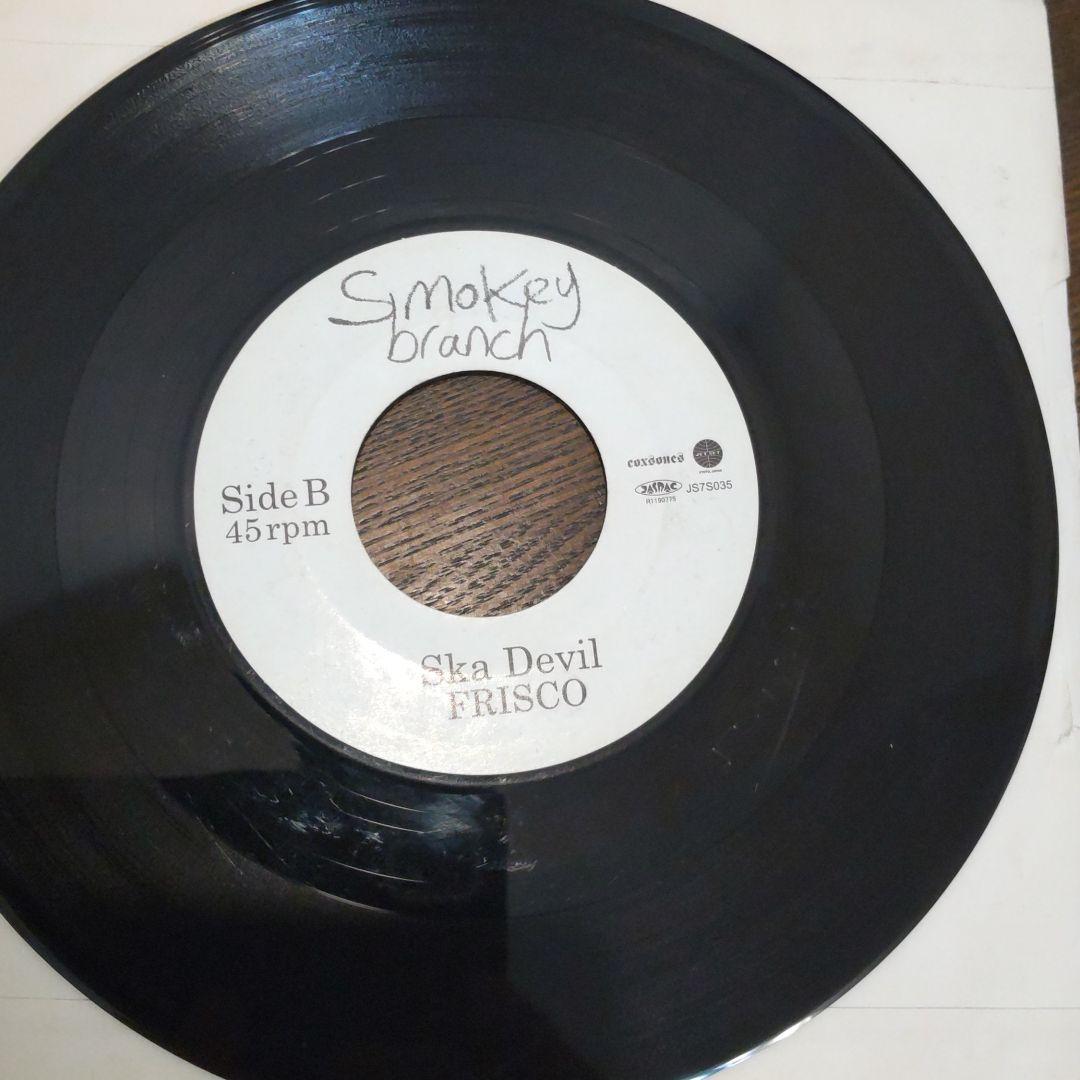 Smokey
branch
Side B
45 rpm
coxsones
JASRAC
R1190775
JS7S035
Ska Devil
FRISCO